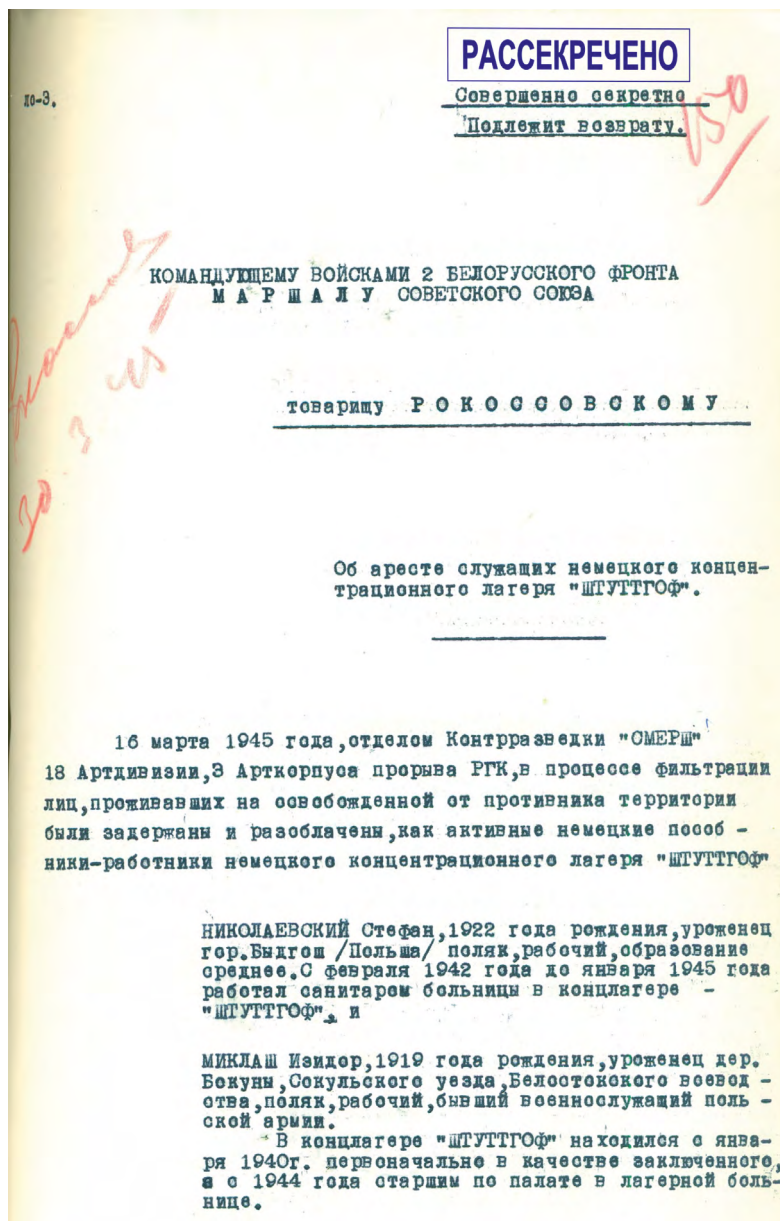 РАССЕКРЕЧЕНО
Совершенно секретно
Подлежит возврату.
150
КОМАНДУЮЩЕМУ ВОЙСКАМИ 2 БЕЛОРУССКОГО ФРОНТА
М А Р Ш А Л У СОВЕТСКОГО СОЮЗА
товарищу Р О К О С С О В С К О М У
30 3 45
Об аресте служащих немецкого концен-
трационного лагеря "ШТУТТГОФ".
16 марта 1945 года,отделом Контрразведки "СМЕРШ"
18 Артдивизии,3 Арткорпуса прорыва РГК,в процессе фильтрации
лиц,проживавших на освобожденной от противника территории
были задержаны и разоблачены,как активные немецкие пособ -
ники-работники немецкого концентрационного лагеря "ШТУТТГОФ"
НИКОЛАЕВСКИЙ Стефан,1922 года рождения,уроженец
гор.Быдгош /Польша/ поляк,рабочий,образование
среднее.С февраля 1942 года до января 1945 года
работал санитаром больницы в концлагере -
"ШТУТТГОФ", и
МИКЛАШ Изидор,1919 года рождения,уроженец дер.
Бокуны,Сокульского уезда,Белостокского воевод -
ства,поляк,рабочий,бывший военнослужащий поль -
ской армии.
В концлагере "ШТУТТГОФ" находился с янва-
ря 1940г. первоначально в качестве заключенного,
а с 1944 года старшим по палате в лагерной боль-
нице.